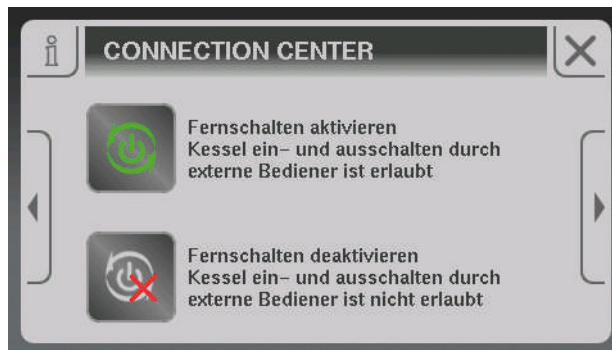 CONNECTION CENTER
Fernschalten aktivieren
Kessel ein- und ausschalten durch
externe Bediener ist erlaubt
Fernschalten deaktivieren
Kessel ein- und ausschalten durch
externe Bediener ist nicht erlaubt